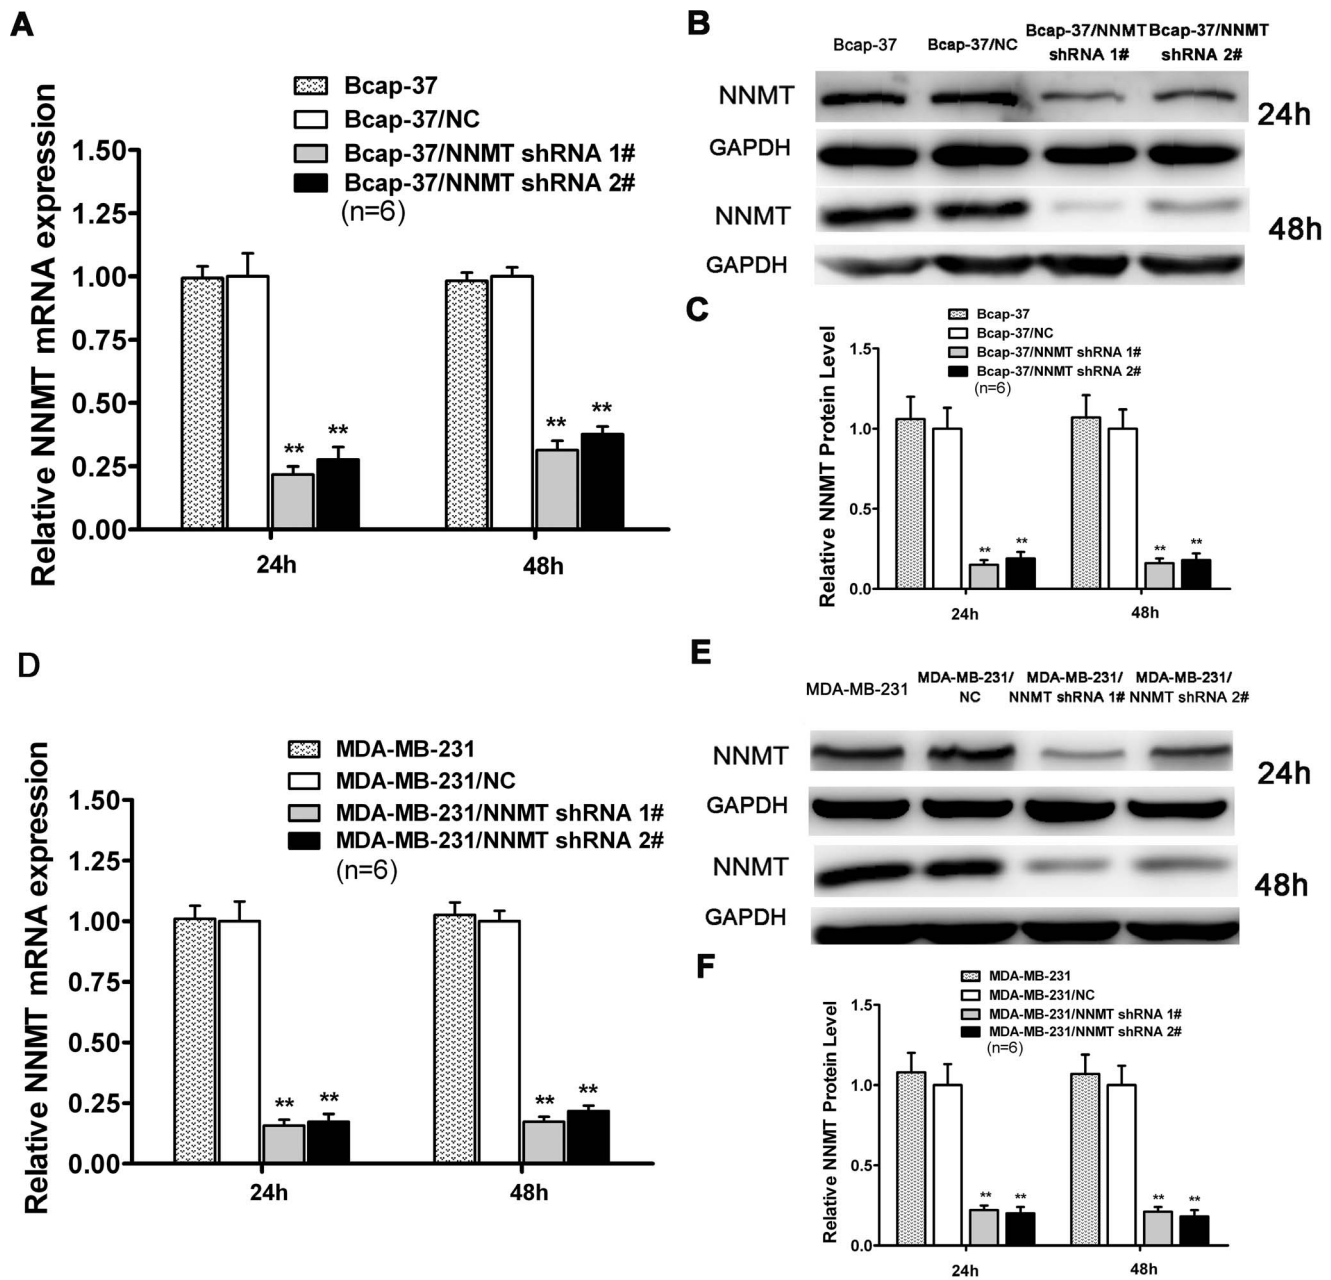 A
Relative NNMT mRNA expression
Bcap-37
Bcap-37/NC
Bcap-37/NNMT shRNA 1#
Bcap-37/NNMT shRNA 2#
(n=6)
1.50
1.25
1.00
0.75
0.50
0.25
0.00
** ** ** **
24h 48h
B
Bcap-37 Bcap-37/NC Bcap-37/NNMT shRNA 1# Bcap-37/NNMT shRNA 2#
NNMT
24h
GAPDH
NNMT
48h
GAPDH
C
Relative NNMT Protein Level
Bcap-37
Bcap-37/NC
Bcap-37/NNMT shRNA 1#
Bcap-37/NNMT shRNA 2#
(n=6)
1.5
1.0
0.5
0.0
** ** ** **
24h 48h
D
Relative NNMT mRNA expression
MDA-MB-231
MDA-MB-231/NC
MDA-MB-231/NNMT shRNA 1#
MDA-MB-231/NNMT shRNA 2#
(n=6)
1.50
1.25
1.00
0.75
0.50
0.25
0.00
** ** ** **
24h 48h
E
MDA-MB-231 MDA-MB-231/ NC MDA-MB-231/ NNMT shRNA 1# MDA-MB-231/ NNMT shRNA 2#
NNMT
24h
GAPDH
NNMT
48h
GAPDH
F
Relative NNMT Protein Level
MDA-MB-231
MDA-MB-231/NC
MDA-MB-231/NNMT shRNA 1#
MDA-MB-231/NNMT shRNA 2#
(n=6)
1.5
1.0
0.5
0.0
** ** ** **
24h 48h